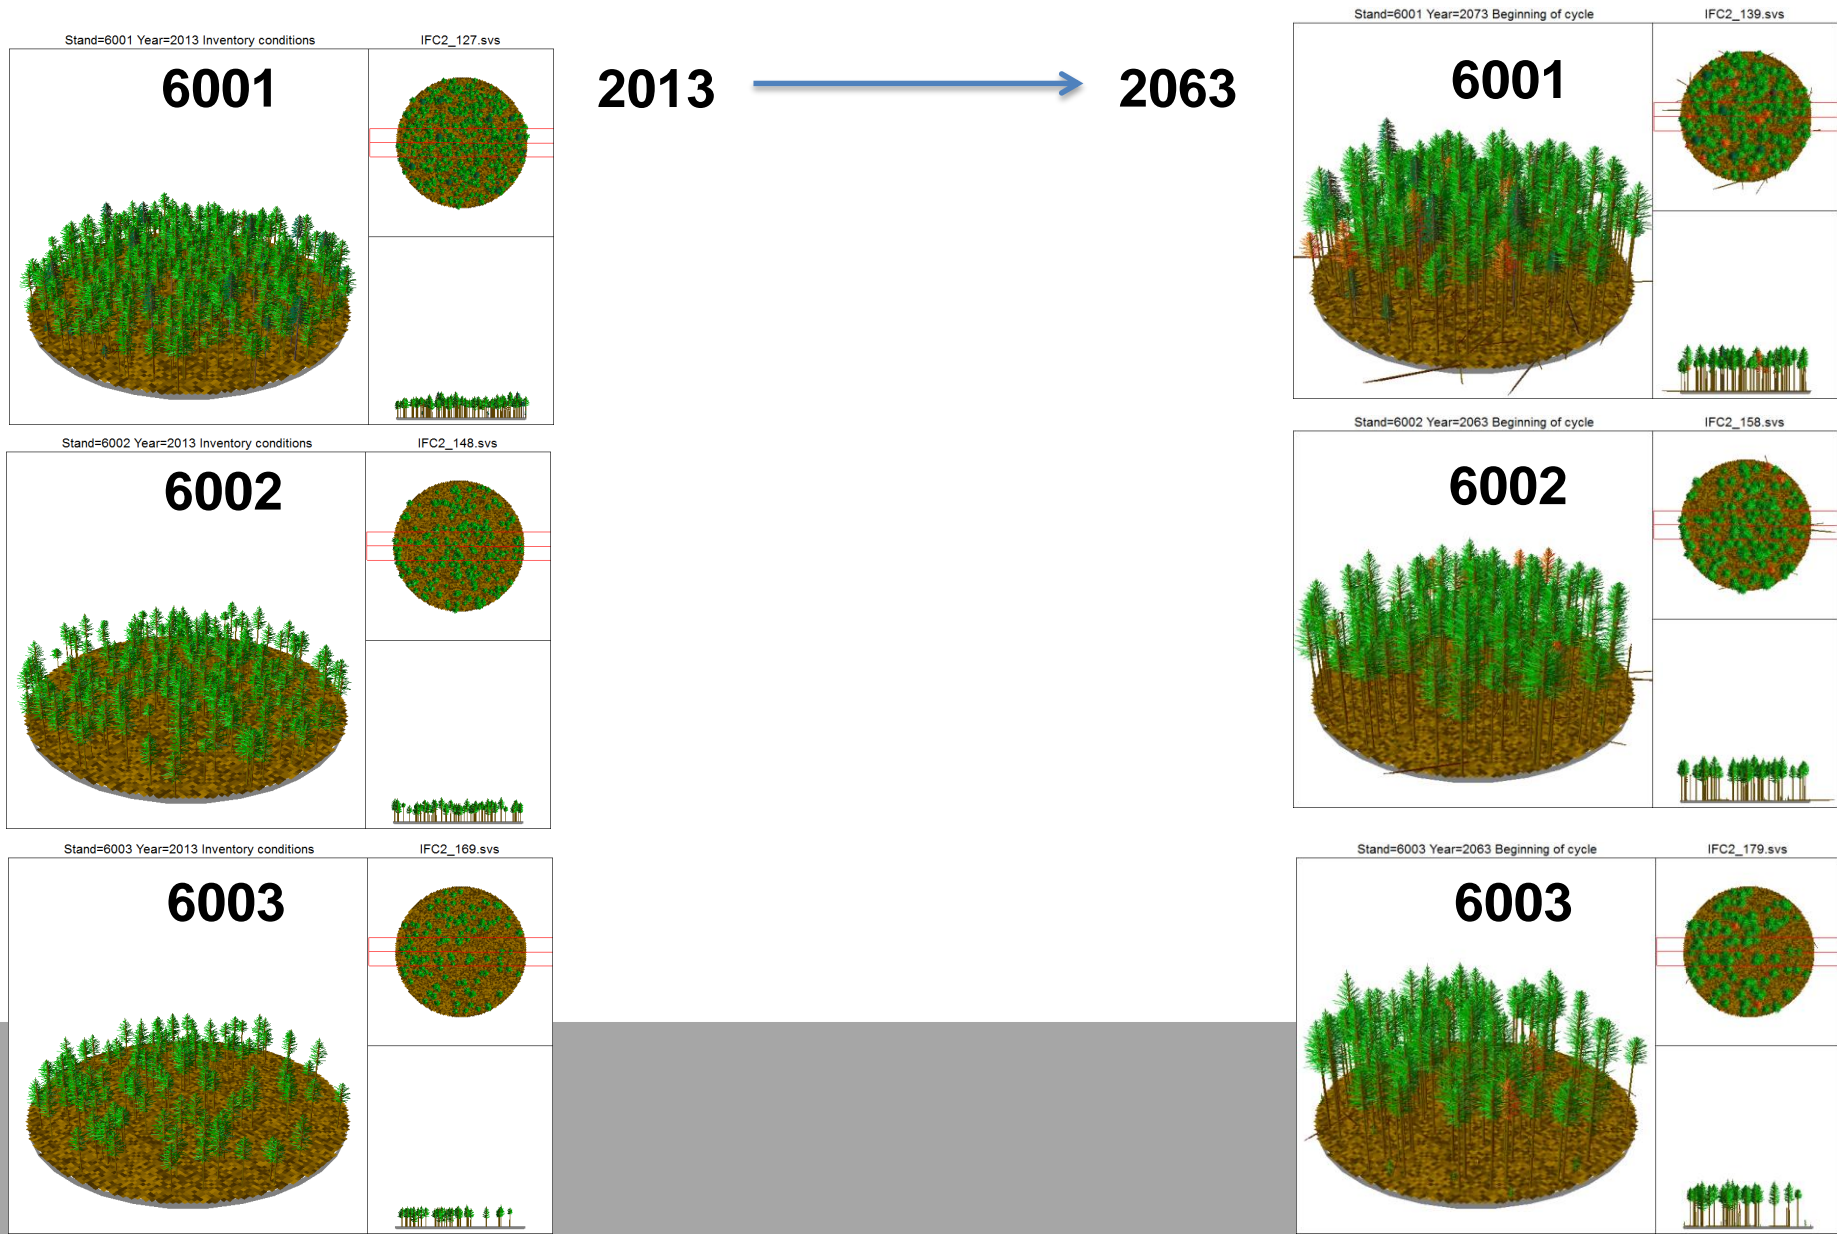 Stand=6001 Year=2013 Inventory conditions
IFC2_127.svs
6001
2013
2063
Stand=6001 Year=2073 Beginning of cycle
IFC2_139.svs
6001
Stand=6002 Year=2013 Inventory conditions
IFC2_148.svs
6002
Stand=6002 Year=2063 Beginning of cycle
IFC2_158.svs
6002
Stand=6003 Year=2013 Inventory conditions
IFC2_169.svs
6003
Stand=6003 Year=2063 Beginning of cycle
IFC2_179.svs
6003